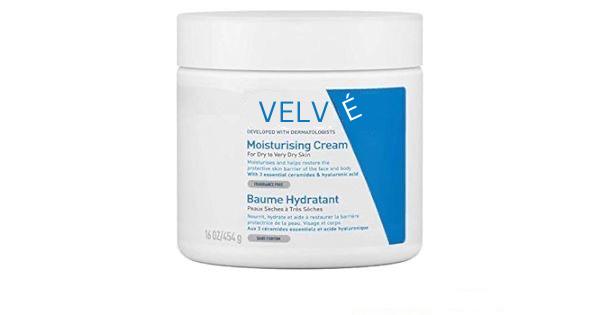 VELVÉ
DEVELOPED WITH DERMATOLOGISTS
Moisturising Cream
For Dry to Very Dry Skin
Moisturises and helps restore the
protective skin barrier of the face and body
With 3 essential ceramides & hyaluronic acid
FRAGRANCE FREE
Baume Hydratant
Peaux Sèches à Très Sèches
Nourrit, hydrate et aide à restaurer la barrière
protectrice de la peau. Visage et corps
Aux 3 céramides essentiels et acide hyaluronique
16 OZ/454 g
SANS PARFUM